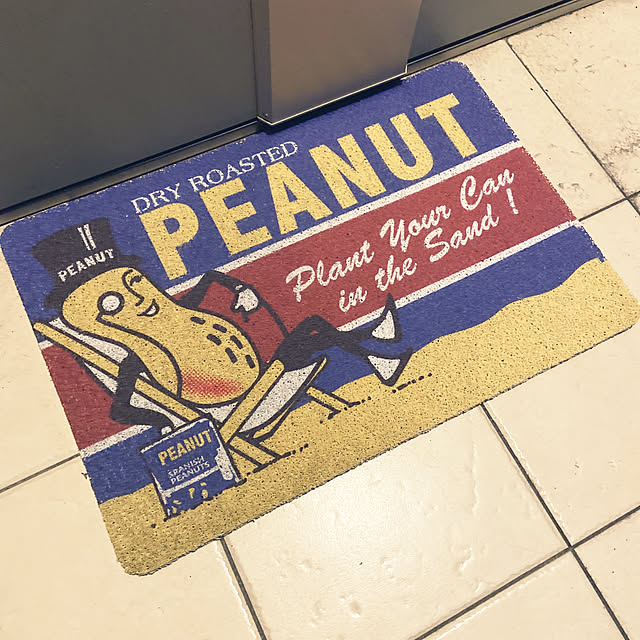 DRY ROASTED
PEANUT
Plant Your Can
in the Sand !
PEANUT
PEANUT
SPANISH
PEANUTS